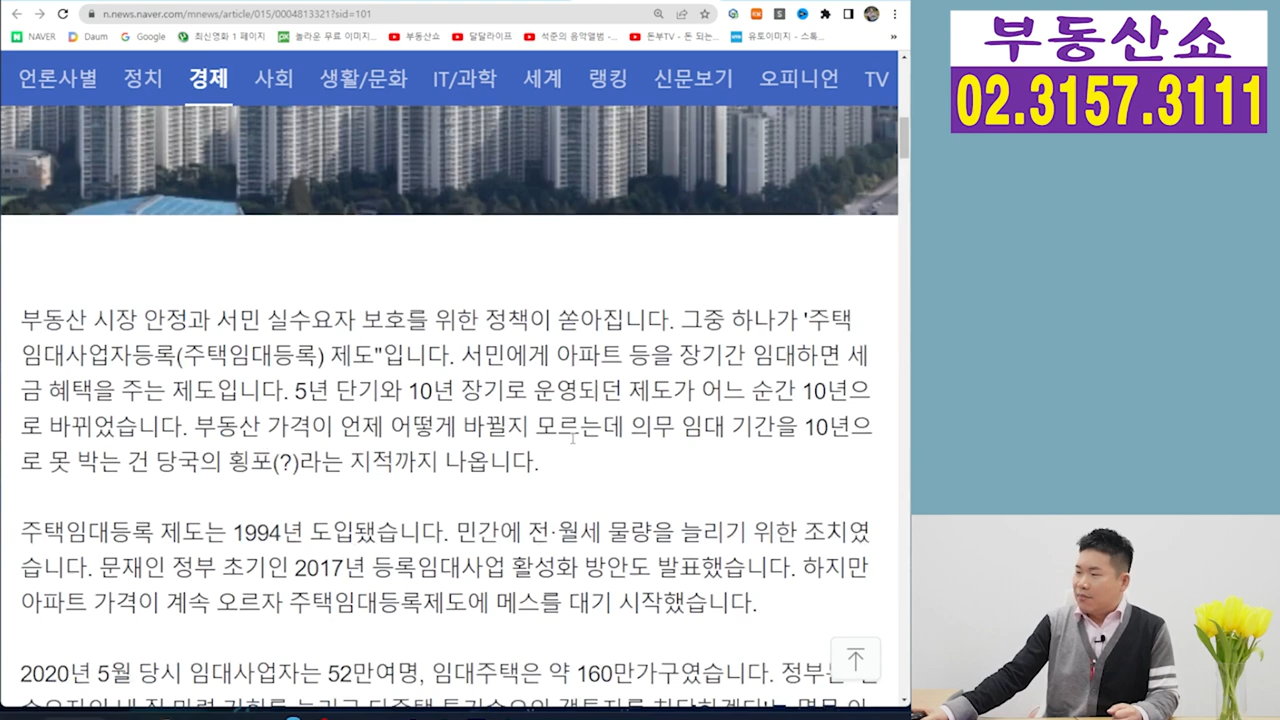 n.news.naver.com/mnews/article/015/0004813321?sid=101
NAVER
Daum
Google
최신영화 1 페이지
놀라운 무료 이미지...
부동산쇼
달달라이프
석준의 음악앨범 -...
돈부TV - 돈 되는...
유토이미지 - 스톡...
언론사별 정치 경제 사회 생활/문화 IT/과학 세계 랭킹 신문보기 오피니언 TV
부동산쇼
02.3157.3111
부동산 시장 안정과 서민 실수요자 보호를 위한 정책이 쏟아집니다. 그중 하나가 '주택
임대사업자등록(주택임대등록) 제도"입니다. 서민에게 아파트 등을 장기간 임대하면 세
금 혜택을 주는 제도입니다. 5년 단기와 10년 장기로 운영되던 제도가 어느 순간 10년으
로 바뀌었습니다. 부동산 가격이 언제 어떻게 바뀔지 모르는데 의무 임대 기간을 10년으
로 못 박는 건 당국의 횡포(?)라는 지적까지 나옵니다.
주택임대등록 제도는 1994년 도입됐습니다. 민간에 전·월세 물량을 늘리기 위한 조치였
습니다. 문재인 정부 초기인 2017년 등록임대사업 활성화 방안도 발표했습니다. 하지만
아파트 가격이 계속 오르자 주택임대등록제도에 메스를 대기 시작했습니다.
2020년 5월 당시 임대사업자는 52만여명, 임대주택은 약 160만가구였습니다. 정부는